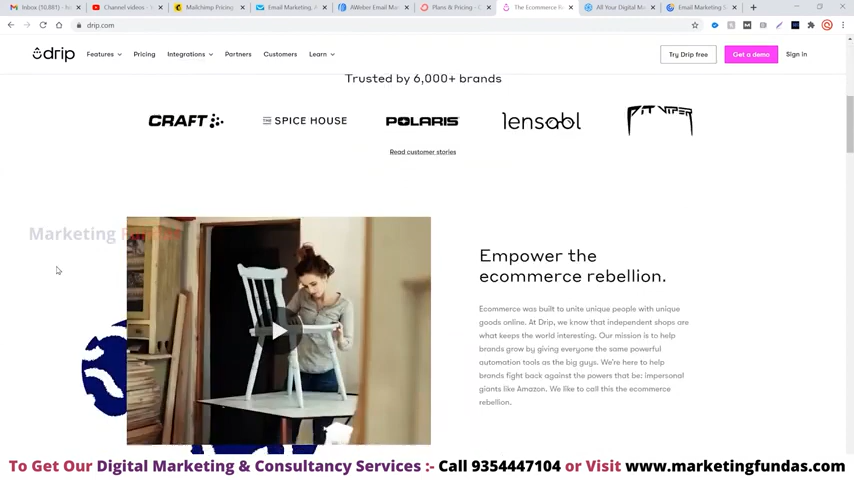 Inbox (10,881) - h
Channel videos - Y
Mailchimp Pricing
Email Marketing, A
AWeber Email Mar
Plans & Pricing - C
The Ecommerce Re
All Your Digital M
Email Marketing S
drip.com
drip
Features
Pricing
Integrations
Partners
Customers
Learn
Try Drip free
Get a demo
Sign in
Trusted by 6,000+ brands
CRAFT
THE SPICE HOUSE
POLARIS
lensabl
PIT VIPER
Read customer stories
Marketing Fundas
Empower the
ecommerce rebellion.
Ecommerce was built to unite unique people with unique
goods online. At Drip, we know that independent shops are
what keeps the world interesting. Our mission is to help
brands grow by giving everyone the same powerful
automation tools as the big guys. We're here to help
brands fight back against the powers that be: impersonal
giants like Amazon. We like to call this the ecommerce
rebellion.
To Get Our Digital Marketing & Consultancy Services :- Call 9354447104 or Visit www.marketingfundas.com